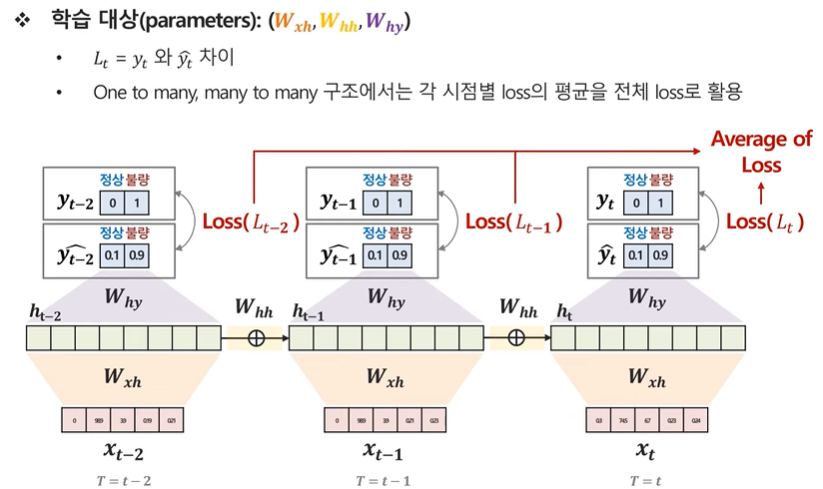 ❖ 학습 대상(parameters): (W_xh, W_hh, W_hy)
• L_t = y_t 와 ŷ_t 차이
• One to many, many to many 구조에서는 각 시점별 loss의 평균을 전체 loss로 활용
Average of Loss
정상 불량
y_t−2 0 1
정상 불량
ŷ_t−2 0.1 0.9
Loss(L_t−2)
정상 불량
y_t−1 0 1
정상 불량
ŷ_t−1 0.1 0.9
Loss(L_t−1)
정상 불량
y_t 0 1
정상 불량
ŷ_t 0.1 0.9
Loss(L_t)
W_hy W_hy W_hy
h_t−2 W_hh h_t−1 W_hh h_t
W_xh W_xh W_xh
x_t−2 x_t−1 x_t
T = t − 2 T = t − 1 T = t